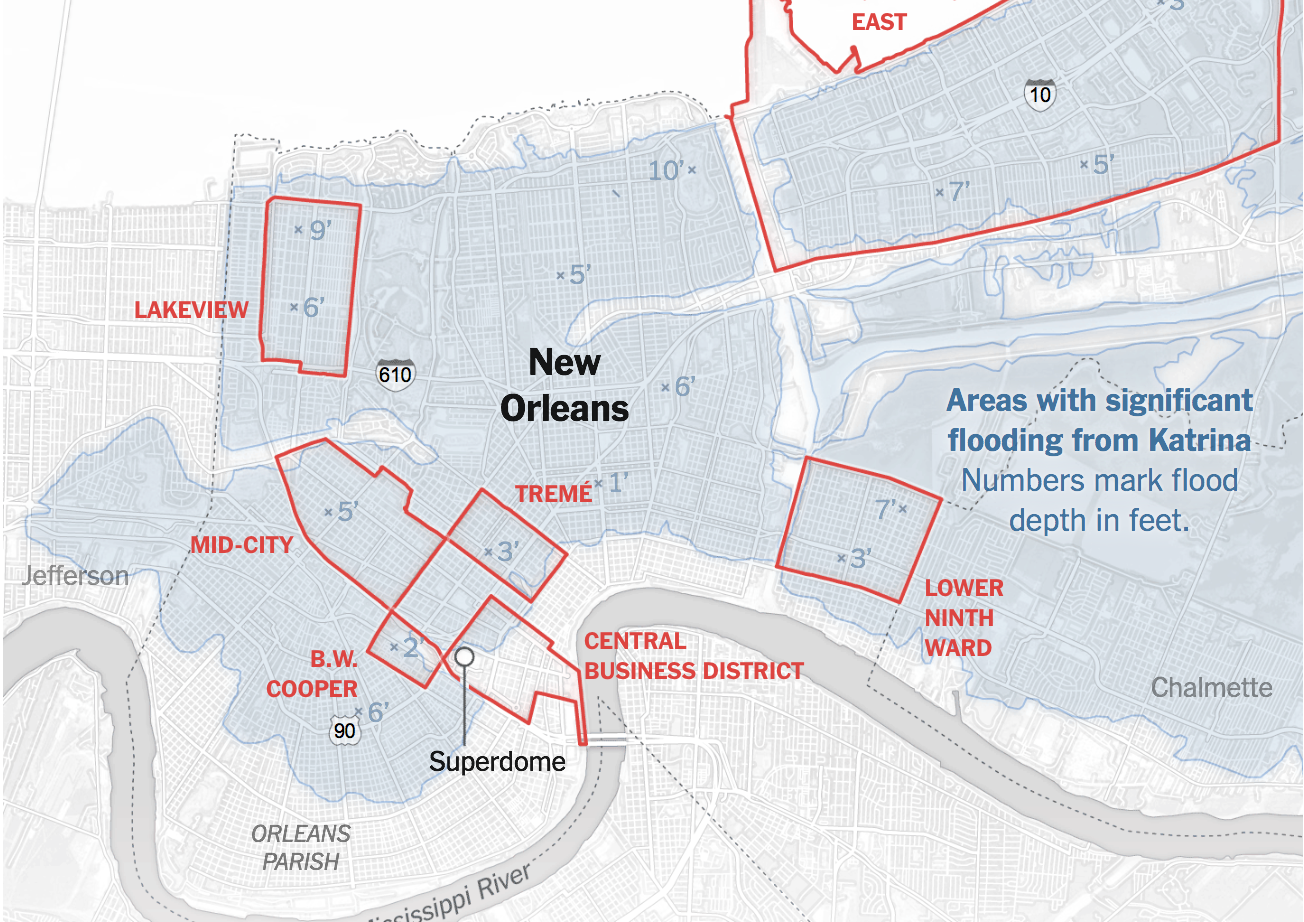 EAST
3'
10
10'
5'
7'
9'
5'
6'
LAKEVIEW
New
Orleans
610
6'
Areas with significant
flooding from Katrina
Numbers mark flood
depth in feet.
TREMÉ
1'
5'
7'
MID-CITY
3'
3'
Jefferson
LOWER
NINTH
WARD
2'
CENTRAL
BUSINESS DISTRICT
B.W.
COOPER
Chalmette
6'
90
Superdome
ORLEANS
PARISH
River